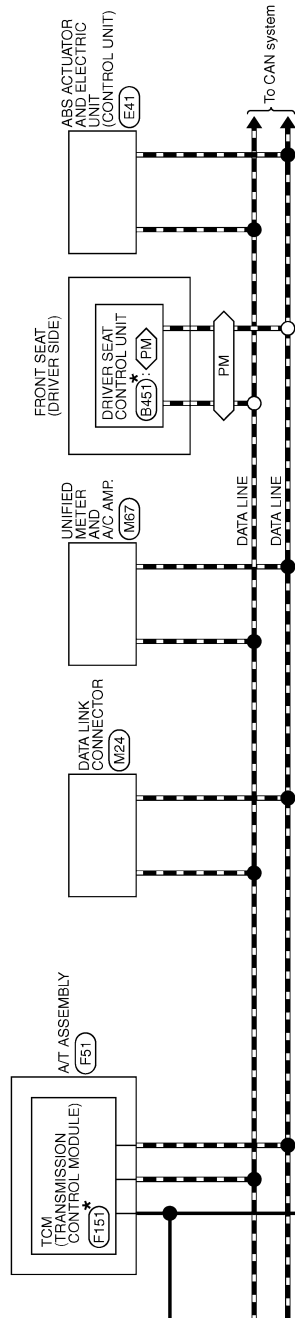 A/T ASSEMBLY
F51
TCM
(TRANSMISSION
CONTROL MODULE)
*
F151
DATA LINK
CONNECTOR
M24
UNIFIED
METER
AND
A/C AMP.
M67
FRONT SEAT
(DRIVER SIDE)
DRIVER SEAT
CONTROL UNIT
*
B451 : PM
PM
ABS ACTUATOR
AND ELECTRIC
UNIT
(CONTROL UNIT)
E41
DATA LINE
DATA LINE
To CAN system